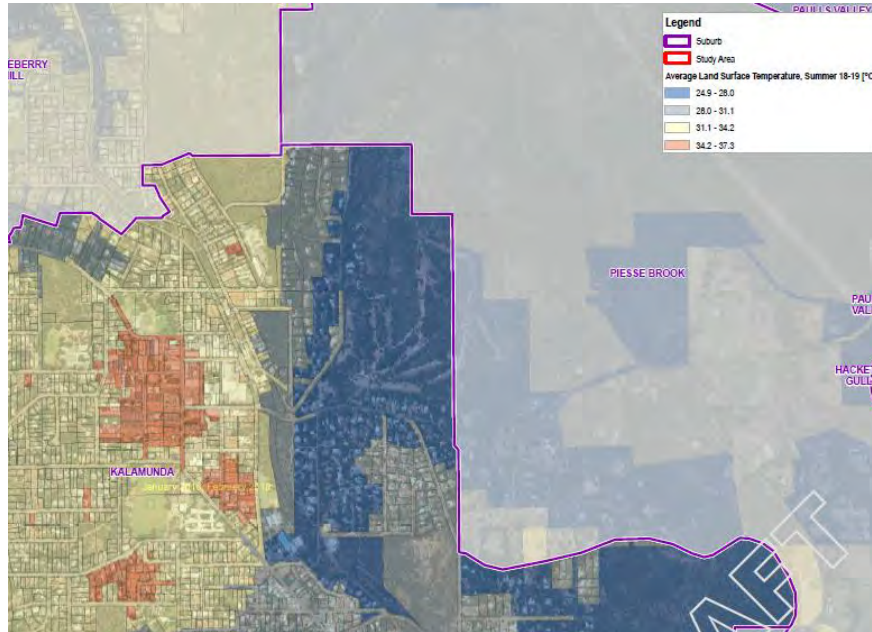 PAULLS VALLEY
Legend
Suburb
Study Area
Average Land Surface Temperature, Summer 18-19 [°C
24.9 - 28.0
28.0 - 31.1
31.1 - 34.2
34.2 - 37.3
EBERRY
ILL
PIESSE BROOK
PAU
VAL
HACKET
GULL
KALAMUNDA
AFT